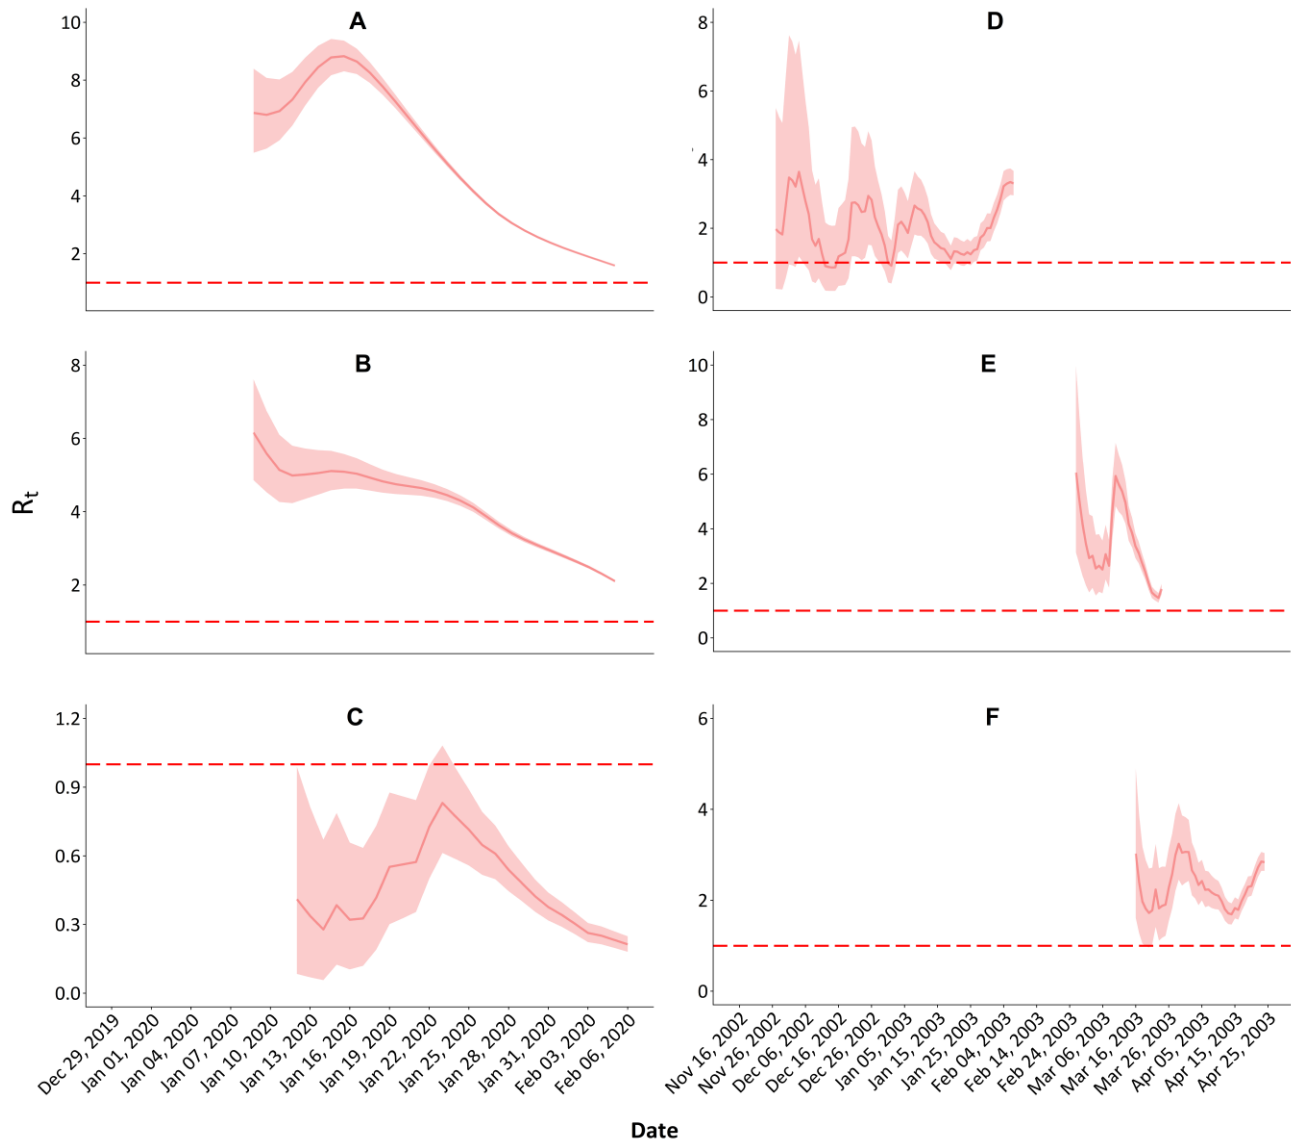 A
10
8
6
4
2
D
8
6
4
2
0
B
8
6
4
2
E
10
8
6
4
2
0
R_t
C
1.2
0.9
0.6
0.3
0.0
F
6
4
2
0
Dec 29, 2019
Jan 01, 2020
Jan 04, 2020
Jan 07, 2020
Jan 10, 2020
Jan 13, 2020
Jan 16, 2020
Jan 19, 2020
Jan 22, 2020
Jan 25, 2020
Jan 28, 2020
Jan 31, 2020
Feb 03, 2020
Feb 06, 2020
Nov 16, 2002
Nov 26, 2002
Dec 06, 2002
Dec 16, 2002
Dec 26, 2002
Jan 05, 2003
Jan 15, 2003
Jan 25, 2003
Feb 04, 2003
Feb 14, 2003
Feb 24, 2003
Mar 06, 2003
Mar 16, 2003
Mar 26, 2003
Apr 05, 2003
Apr 15, 2003
Apr 25, 2003
Date